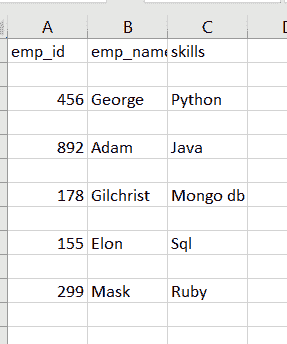 A B C
emp_id emp_name skills
456 George Python
892 Adam Java
178 Gilchrist Mongo db
155 Elon Sql
299 Mask Ruby